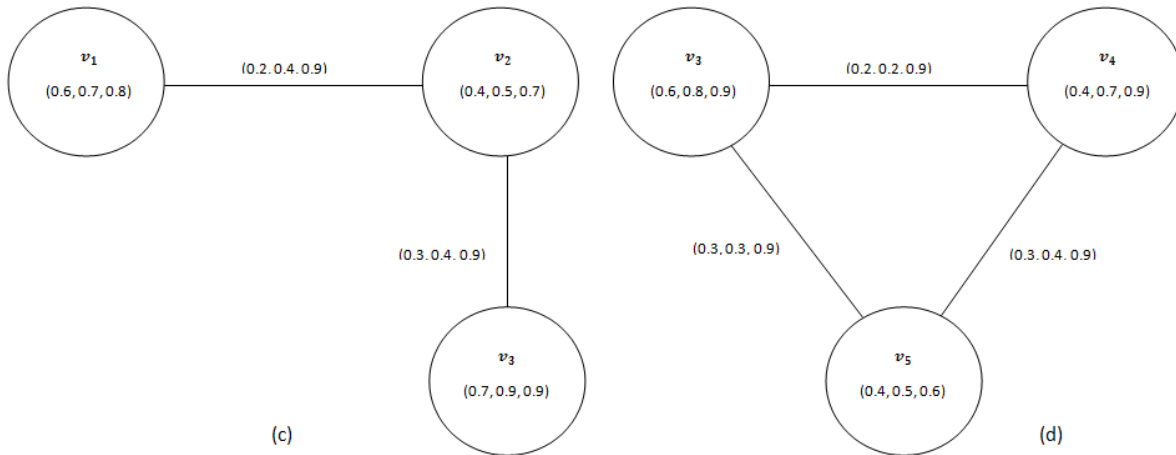 v₁
(0.6, 0.7, 0.8)
(0.2, 0.4, 0.9)
v₂
(0.4, 0.5, 0.7)
v₃
(0.6, 0.8, 0.9)
(0.2, 0.2, 0.9)
v₄
(0.4, 0.7, 0.9)
(0.3, 0.4, 0.9)
(0.3, 0.3, 0.9)
(0.3, 0.4, 0.9)
v₃
(0.7, 0.9, 0.9)
v₅
(0.4, 0.5, 0.6)
(c)
(d)